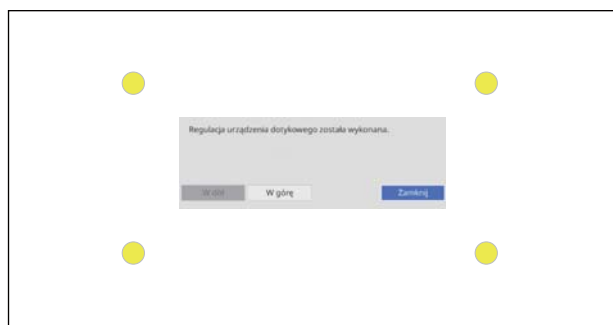 Regulacja urządzenia dotykowego została wykonana.
W dół W górę Zamknij